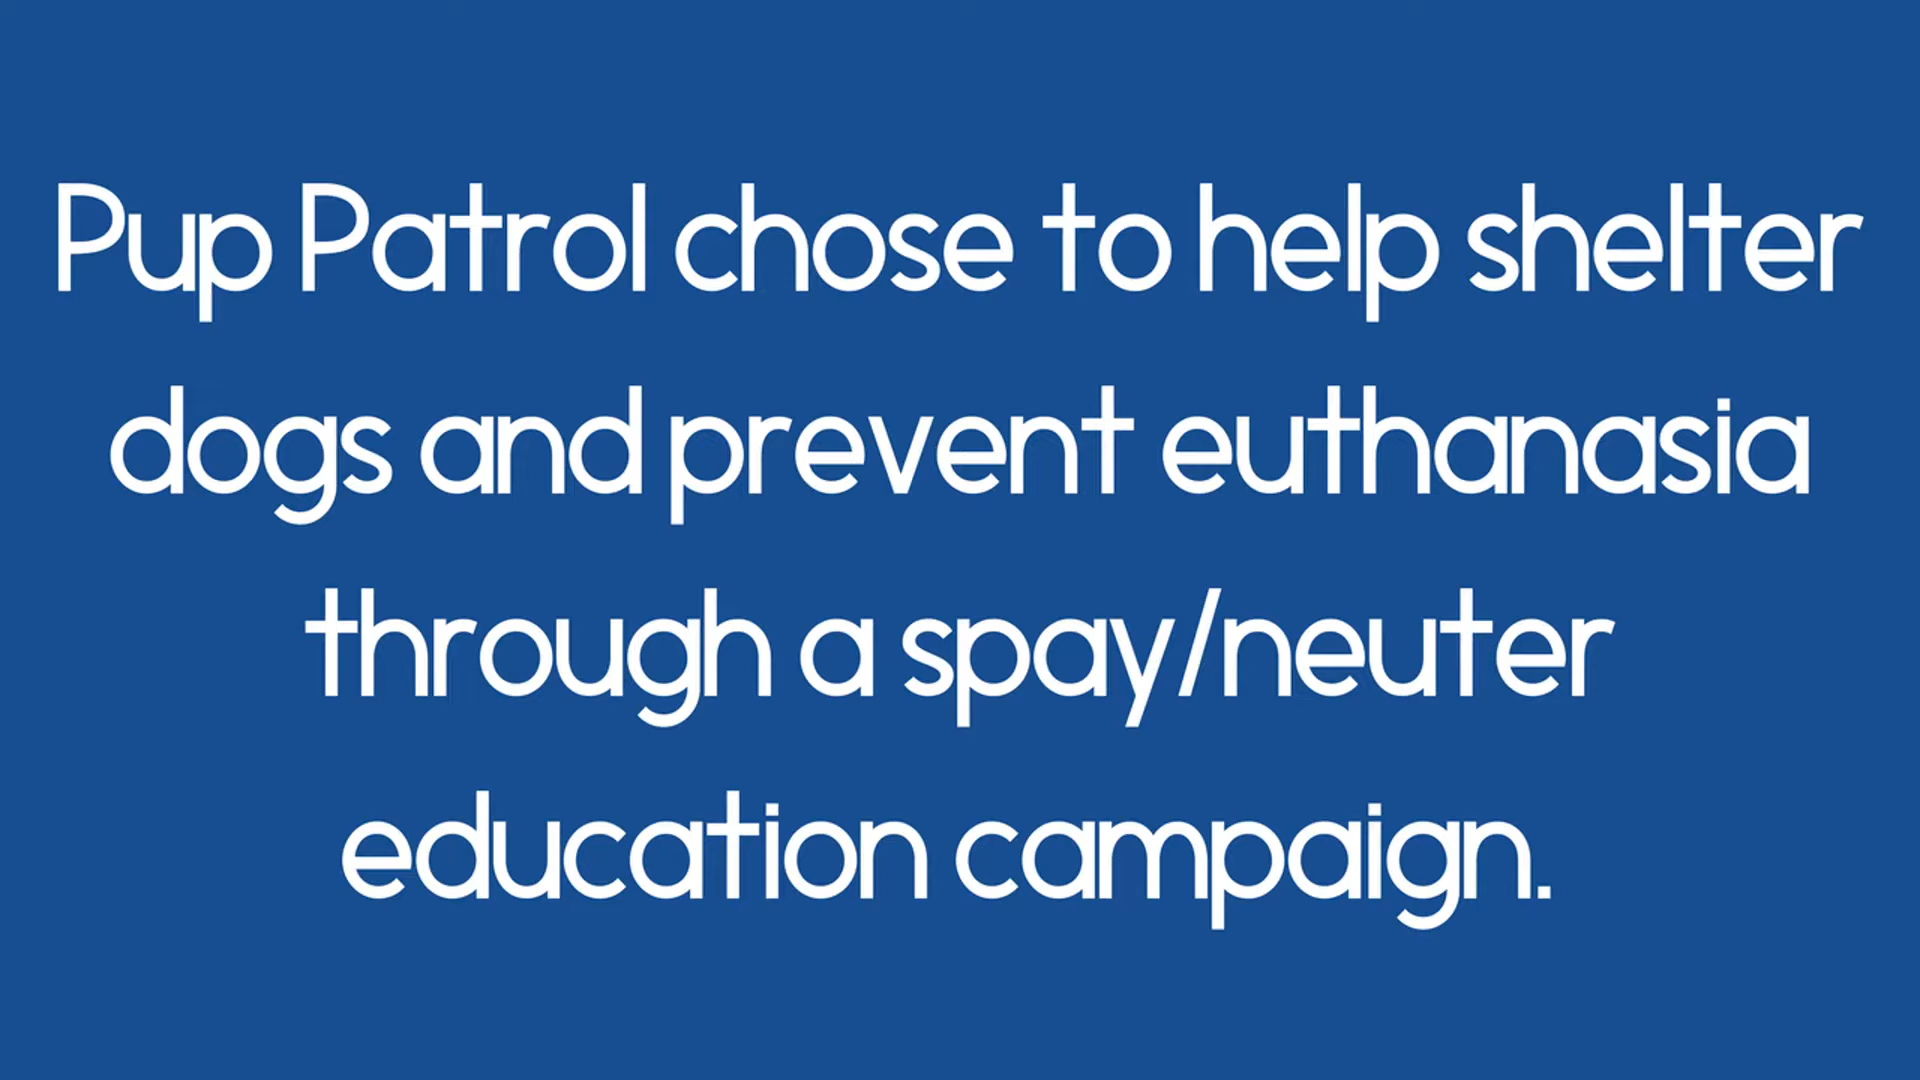 Pup Patrol chose to help shelter
dogs and prevent euthanasia
through a spay/neuter
education campaign.